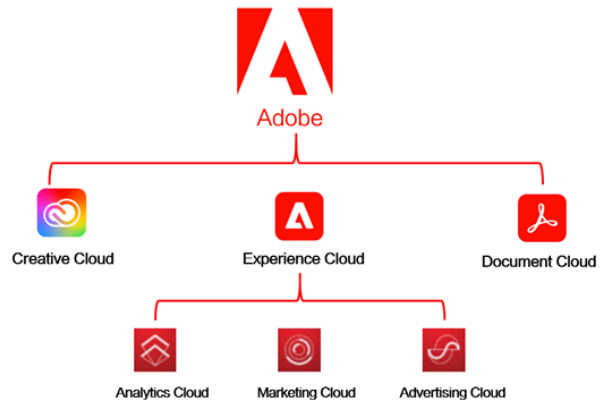 Adobe
Creative Cloud
Experience Cloud
Document Cloud
Analytics Cloud
Marketing Cloud
Advertising Cloud